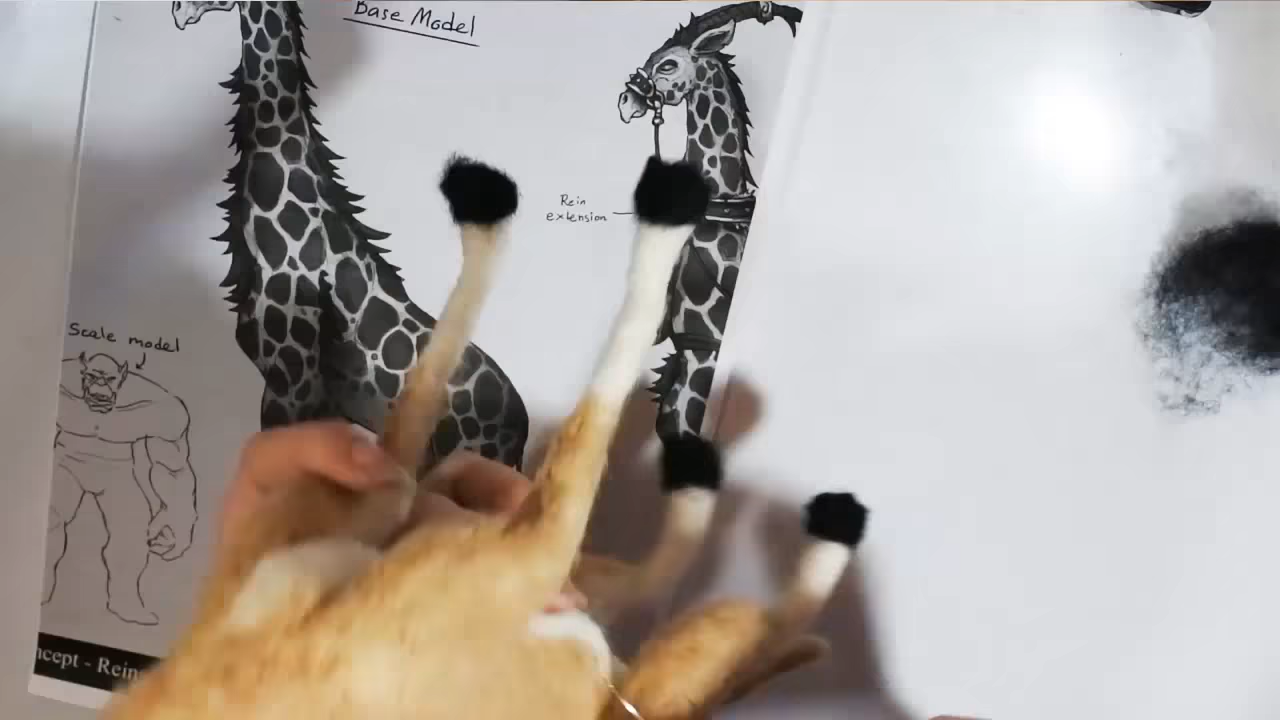 Base Model
Rein
extension
Scale model
ncept - Rein